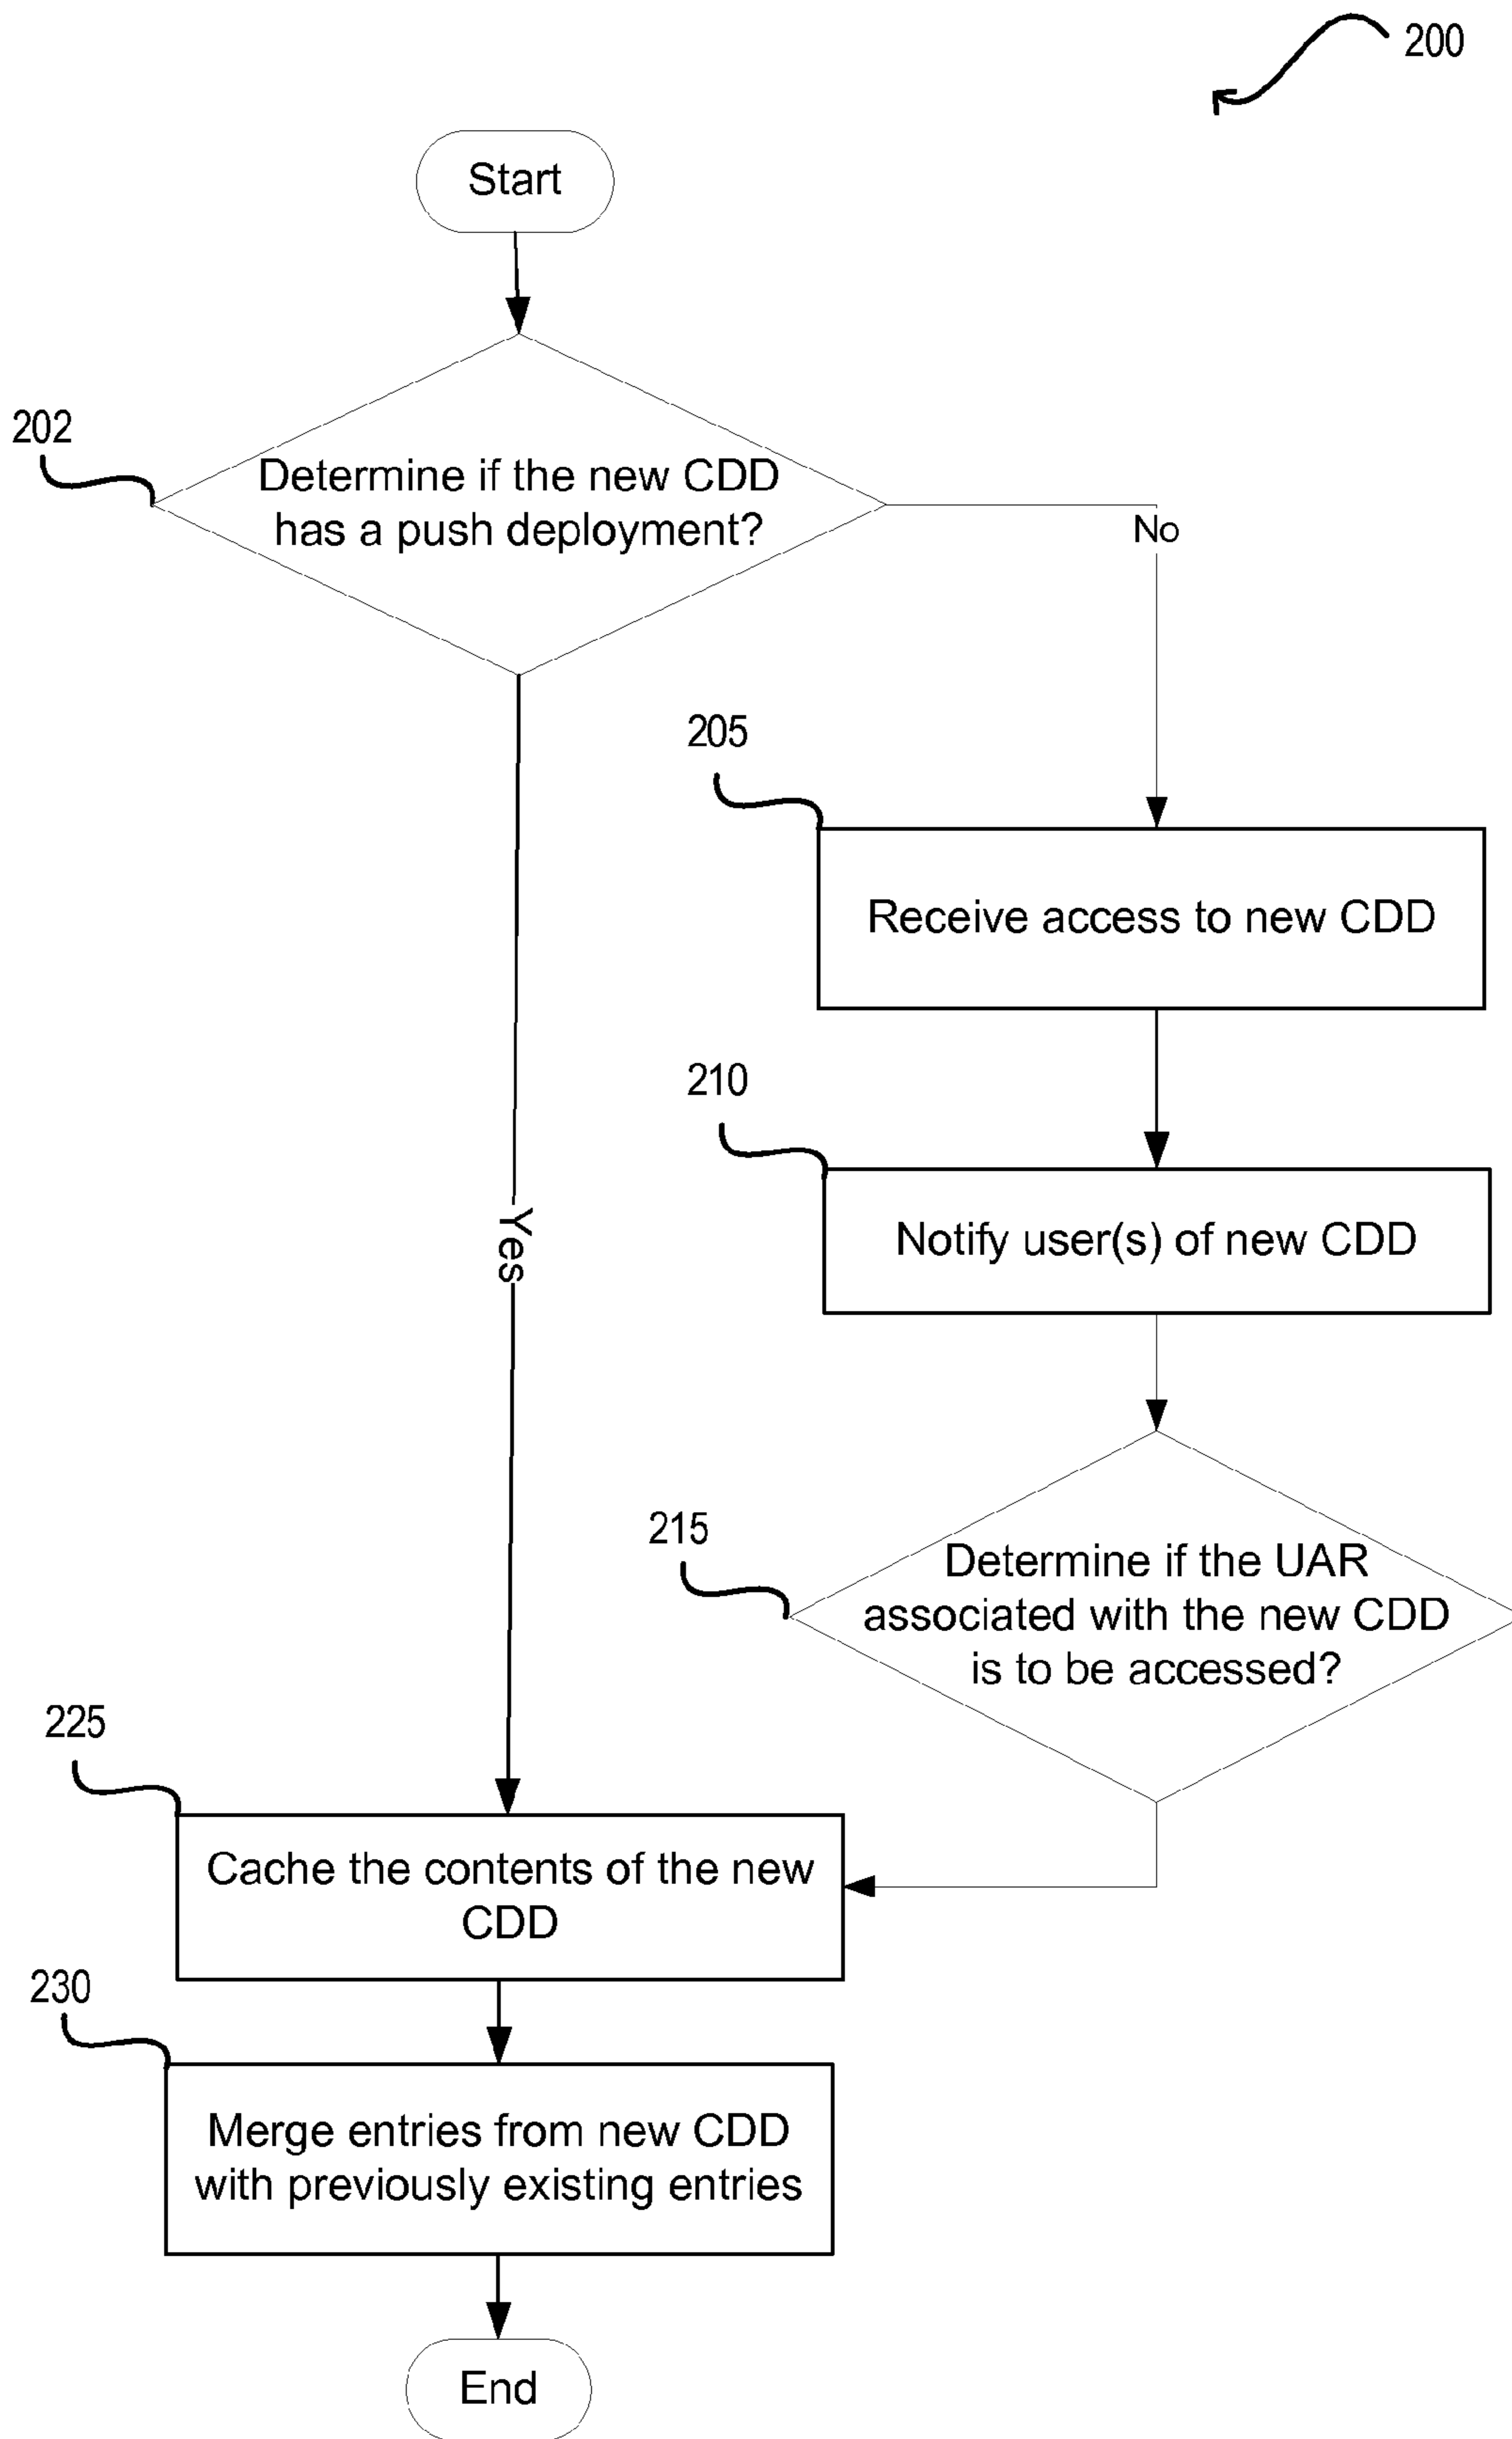 200
Start
202
Determine if the new CDD
has a push deployment?
No
205
Receive access to new CDD
210
Notify user(s) of new CDD
Yes
215
Determine if the UAR
associated with the new CDD
is to be accessed?
225
Cache the contents of the new
CDD
230
Merge entries from new CDD
with previously existing entries
End